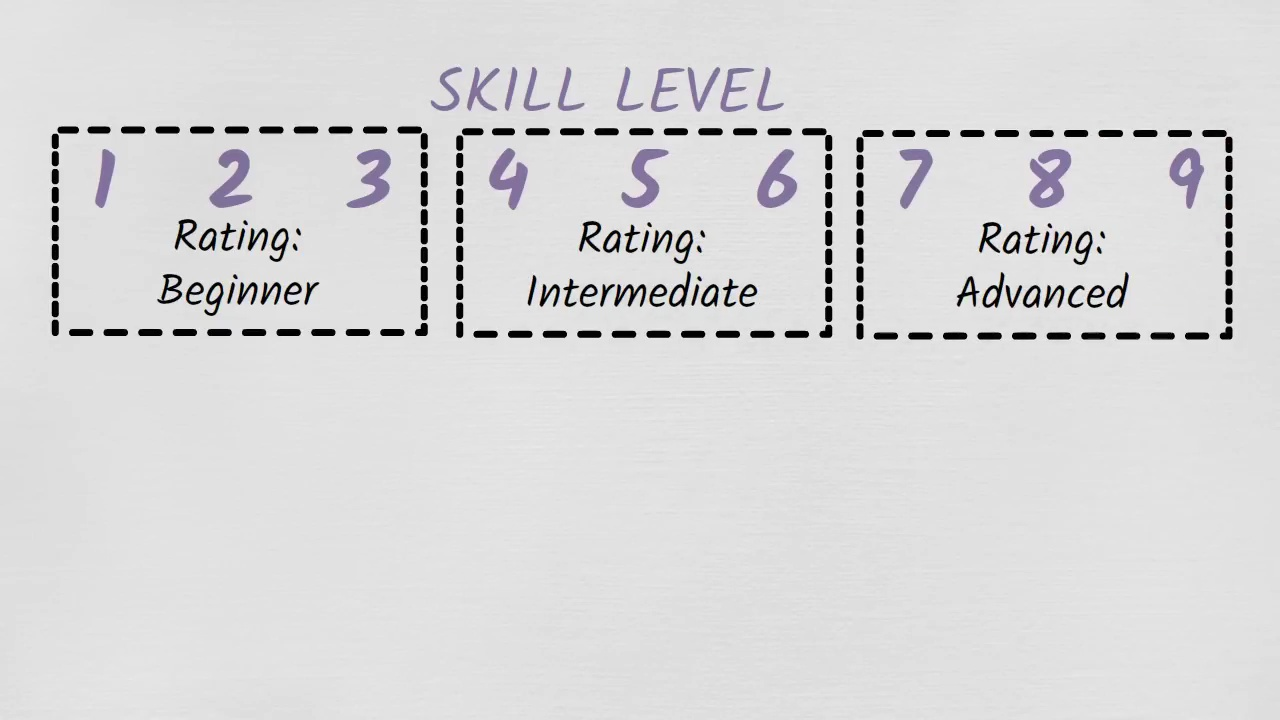 SKILL LEVEL
1 2 3
Rating:
Beginner
4 5 6
Rating:
Intermediate
7 8 9
Rating:
Advanced